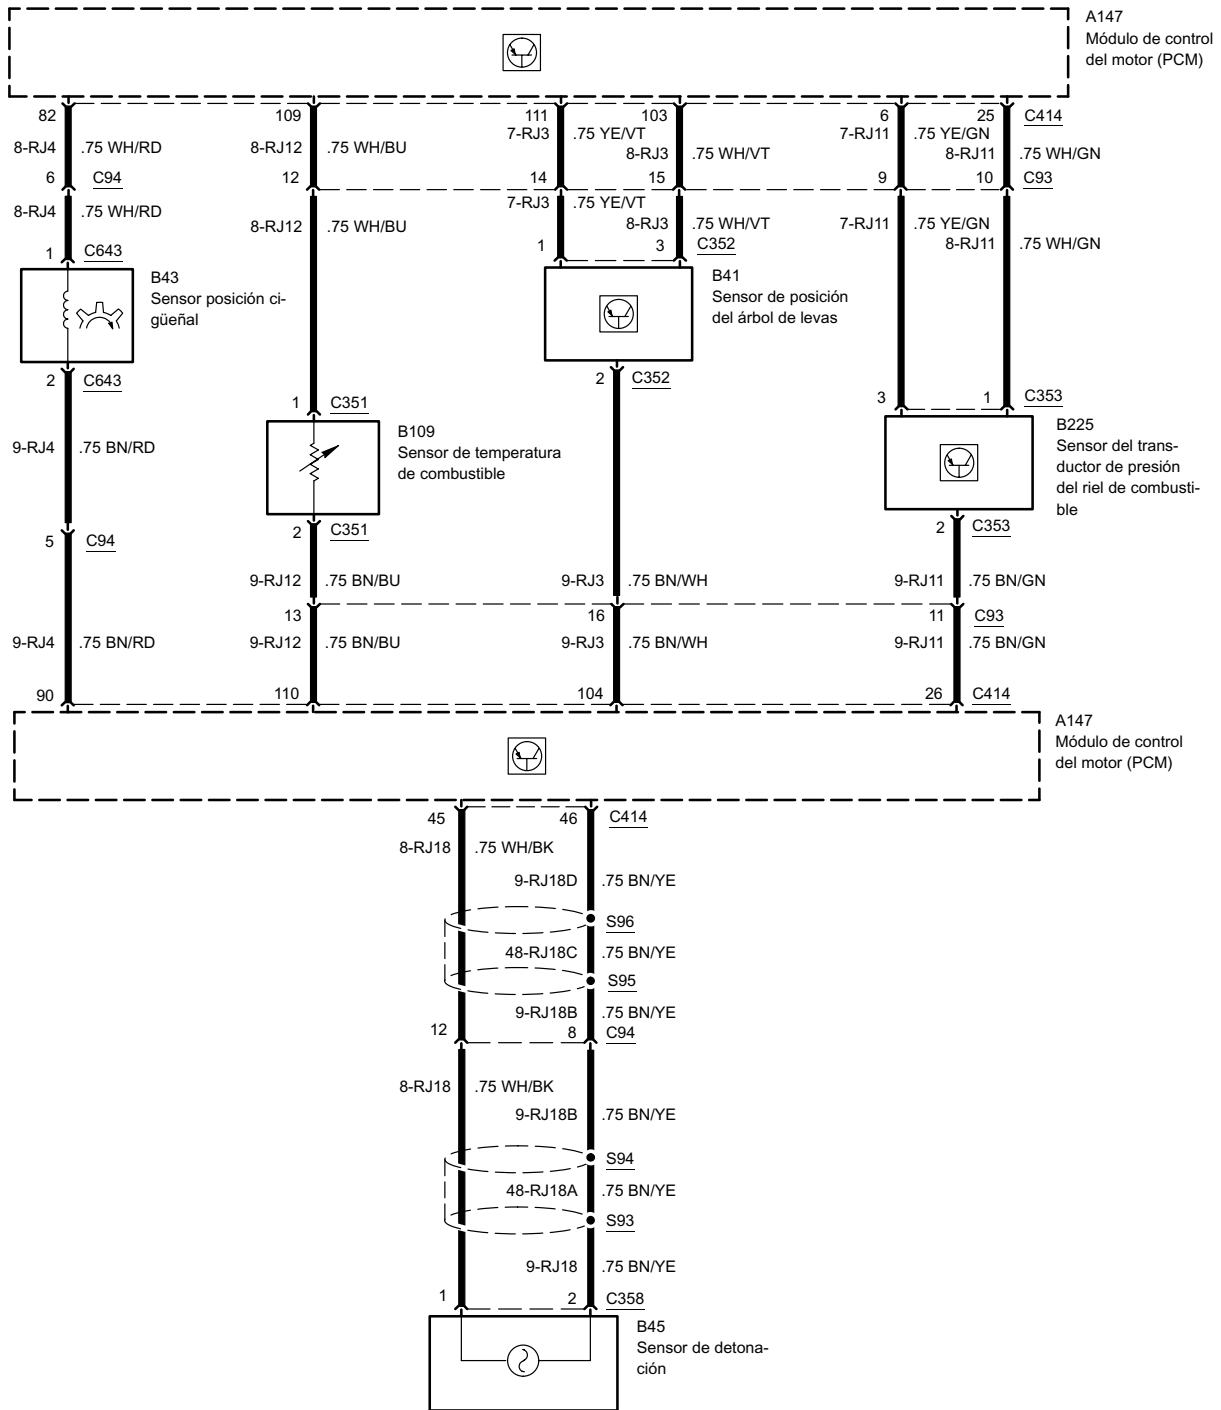 A147
Módulo de control
del motor (PCM)
82
109
111
103
6
25
C414
8-RJ4
.75 WH/RD
8-RJ12
.75 WH/BU
7-RJ3
.75 YE/VT
8-RJ3
.75 WH/VT
7-RJ11
.75 YE/GN
8-RJ11
.75 WH/GN
6
C94
12
14
15
9
10
C93
8-RJ4
.75 WH/RD
8-RJ12
.75 WH/BU
7-RJ3
.75 YE/VT
8-RJ3
.75 WH/VT
7-RJ11
.75 YE/GN
8-RJ11
.75 WH/GN
1
C643
1
3
C352
B43
Sensor posición ci-
güeñal
B41
Sensor de posición
del árbol de levas
2
C643
2
C352
1
C351
3
1
C353
B109
Sensor de temperatura
de combustible
B225
Sensor del trans-
ductor de presión
del riel de combusti-
ble
9-RJ4
.75 BN/RD
2
C351
2
C353
5
C94
9-RJ12
.75 BN/BU
9-RJ3
.75 BN/WH
9-RJ11
.75 BN/GN
13
16
11
C93
9-RJ4
.75 BN/RD
9-RJ12
.75 BN/BU
9-RJ3
.75 BN/WH
9-RJ11
.75 BN/GN
90
110
104
26
C414
A147
Módulo de control
del motor (PCM)
45
46
C414
8-RJ18
.75 WH/BK
9-RJ18D
.75 BN/YE
S96
48-RJ18C
.75 BN/YE
S95
9-RJ18B
.75 BN/YE
12
8
C94
8-RJ18
.75 WH/BK
9-RJ18B
.75 BN/YE
S94
48-RJ18A
.75 BN/YE
S93
9-RJ18
.75 BN/YE
1
2
C358
B45
Sensor de detona-
ción